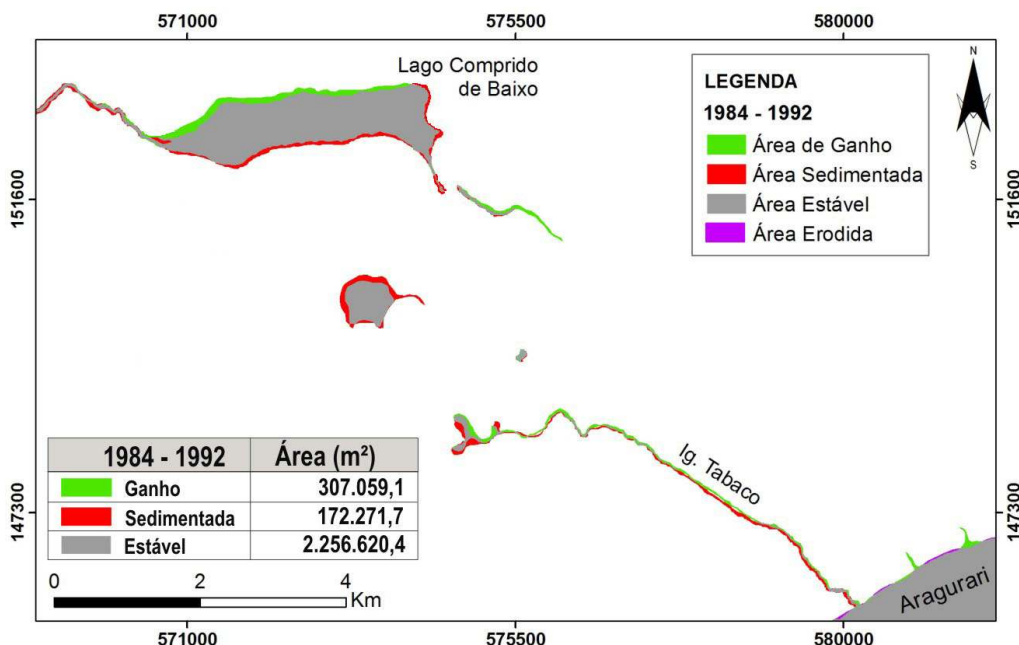 571000
575500
580000
Lago Comprido
de Baixo
LEGENDA
1984 - 1992
Área de Ganho
Área Sedimentada
Área Estável
Área Erodida
N
S
151600
151600
Ig. Tabaco
1984 - 1992 Área (m²)
Ganho 307.059,1
Sedimentada 172.271,7
Estável 2.256.620,4
147300
147300
0 2 4
Km
Aragurari
571000
575500
580000